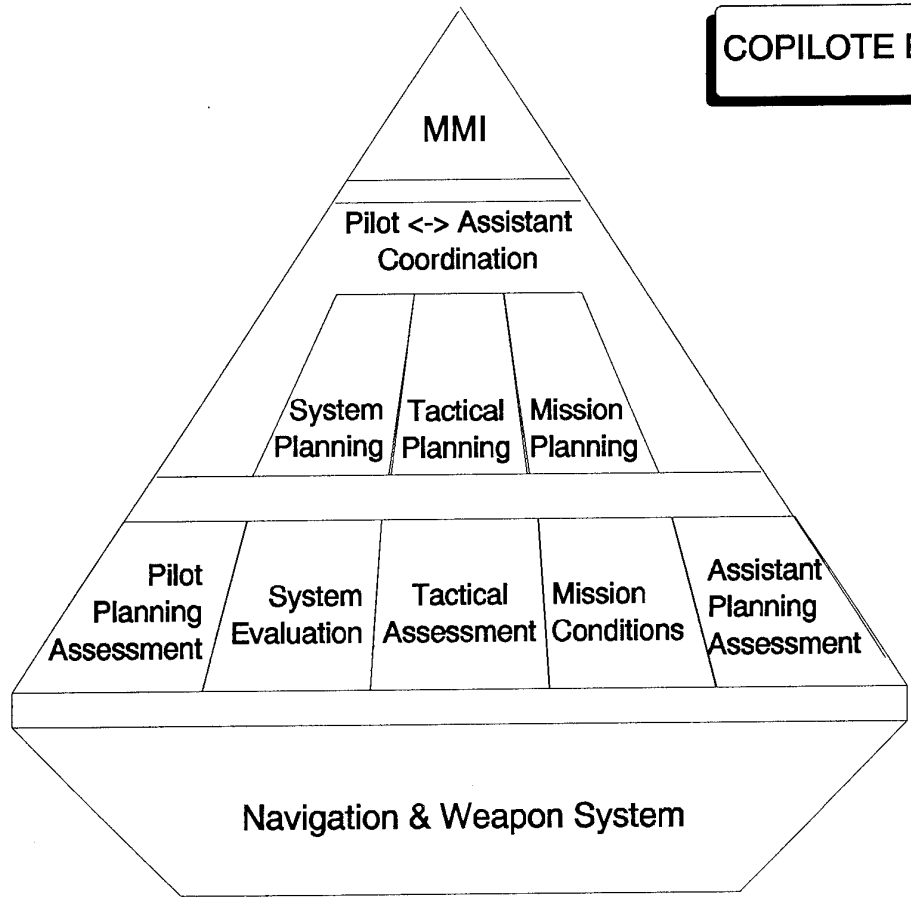 COPILOTE
MMI
Pilot <-> Assistant
Coordination
System
Planning
Tactical
Planning
Mission
Planning
Pilot
Planning
Assessment
System
Evaluation
Tactical
Assessment
Mission
Conditions
Assistant
Planning
Assessment
Navigation & Weapon System